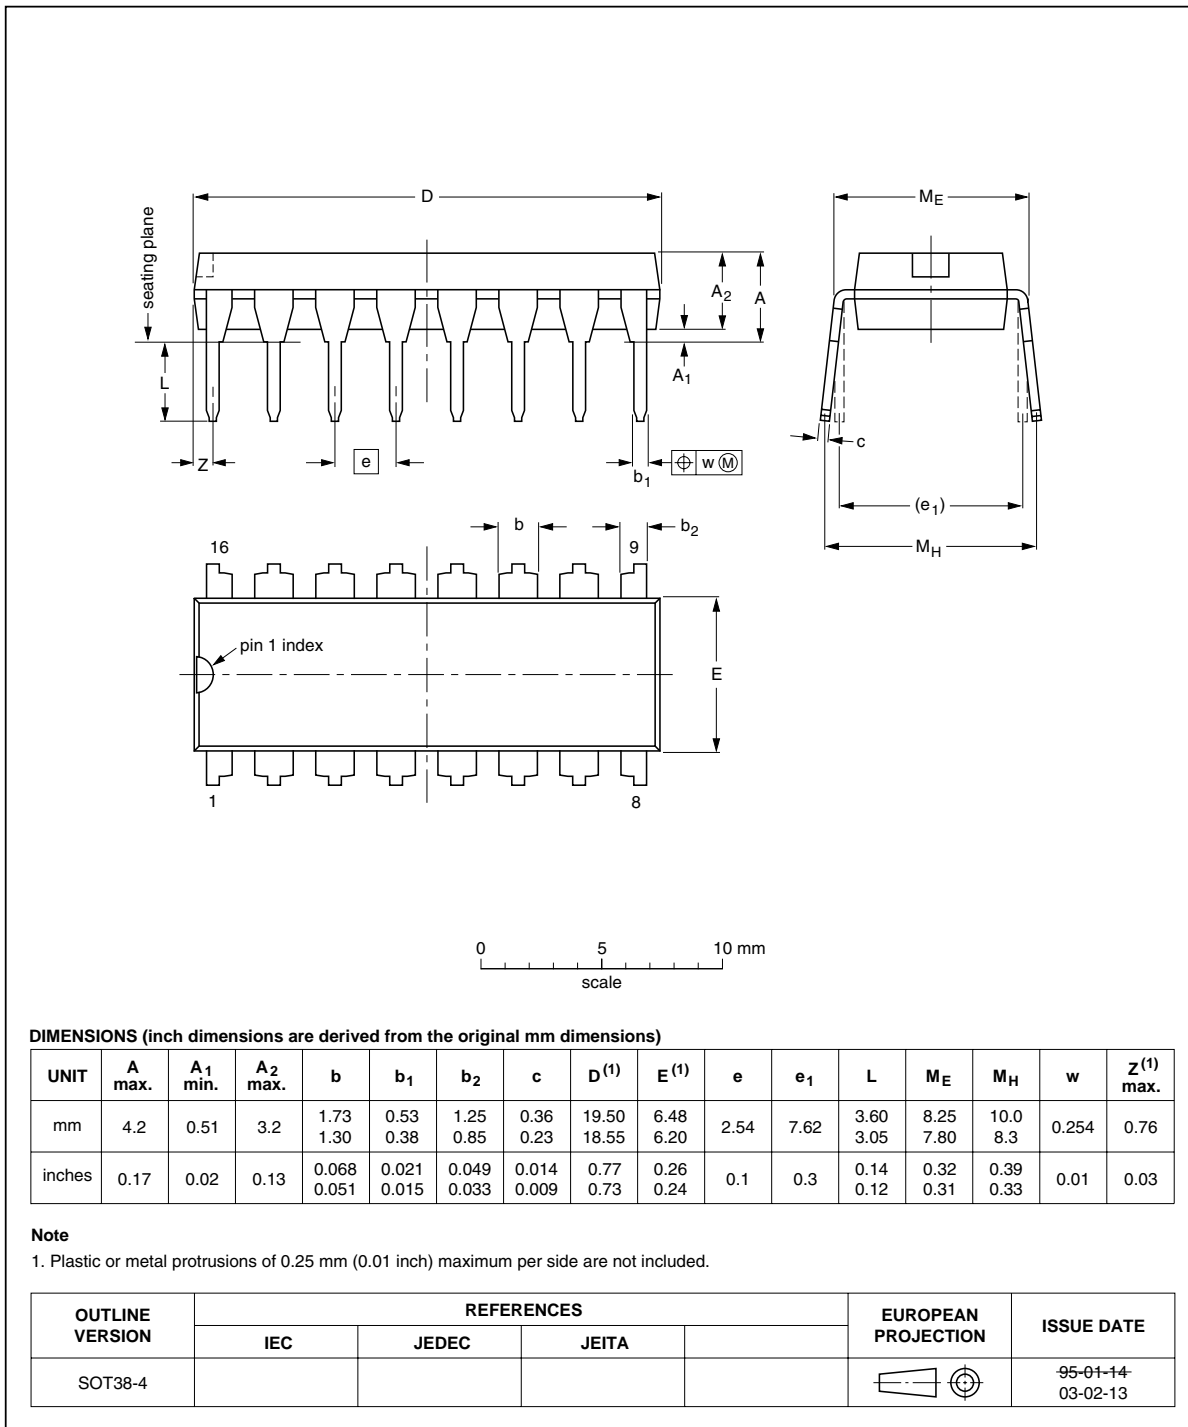 D
M_E
seating plane
A_2
A
L
A_1
Z
e
b_1
w Ⓜ
c
(e_1)
M_H
b
b_2
16
9
pin 1 index
E
1
8
0 5 10 mm
scale
DIMENSIONS (inch dimensions are derived from the original mm dimensions)
UNIT A max. A1 min. A2 max. b b1 b2 c D(1) E(1) e e1 L ME MH w Z(1) max.
mm 4.2 0.51 3.2 1.73 1.30 0.53 0.38 1.25 0.85 0.36 0.23 19.50 18.55 6.48 6.20 2.54 7.62 3.60 3.05 8.25 7.80 10.0 8.3 0.254 0.76
inches 0.17 0.02 0.13 0.068 0.051 0.021 0.015 0.049 0.033 0.014 0.009 0.77 0.73 0.26 0.24 0.1 0.3 0.14 0.12 0.32 0.31 0.39 0.33 0.01 0.03
Note
1. Plastic or metal protrusions of 0.25 mm (0.01 inch) maximum per side are not included.
OUTLINE VERSION REFERENCES EUROPEAN PROJECTION ISSUE DATE
IEC JEDEC JEITA
SOT38-4 95-01-14
03-02-13